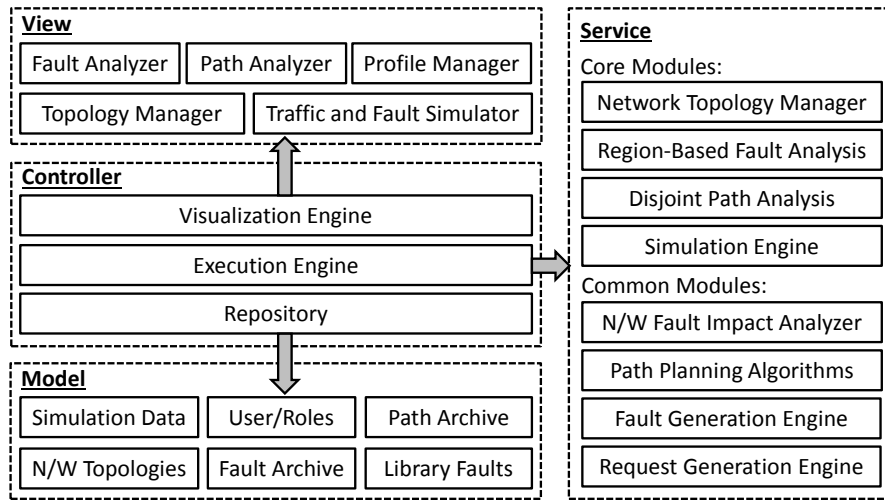 View
Fault Analyzer
Path Analyzer
Profile Manager
Topology Manager
Traffic and Fault Simulator
Controller
Visualization Engine
Execution Engine
Repository
Model
Simulation Data
User/Roles
Path Archive
N/W Topologies
Fault Archive
Library Faults
Service
Core Modules:
Network Topology Manager
Region-Based Fault Analysis
Disjoint Path Analysis
Simulation Engine
Common Modules:
N/W Fault Impact Analyzer
Path Planning Algorithms
Fault Generation Engine
Request Generation Engine